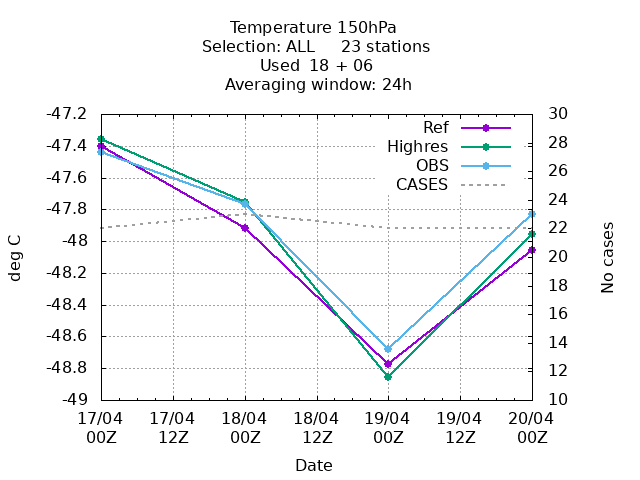 Temperature 150hPa
Selection: ALL 23 stations
Used 18 + 06
Averaging window: 24h
-47.2
-47.4
-47.6
-47.8
-48
-48.2
-48.4
-48.6
-48.8
-49
30
28
26
24
22
20
18
16
14
12
10
Ref
Highres
OBS
CASES
deg C
No cases
17/04 17/04 18/04 18/04 19/04 19/04 20/04
00Z 12Z 00Z 12Z 00Z 12Z 00Z
Date